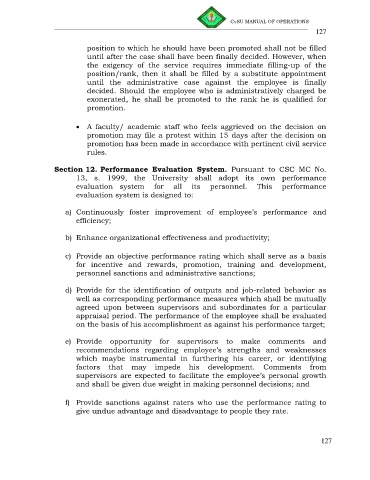 CvSU MANUAL OF OPERATIONS
127
position to which he should have been promoted shall not be filled
until after the case shall have been finally decided. However, when
the exigency of the service requires immediate filling-up of the
position/rank, then it shall be filled by a substitute appointment
until the administrative case against the employee is finally
decided. Should the employee who is administratively charged be
exonerated, he shall be promoted to the rank he is qualified for
promotion.
• A faculty/ academic staff who feels aggrieved on the decision on
promotion may file a protest within 15 days after the decision on
promotion has been made in accordance with pertinent civil service
rules.
Section 12. Performance Evaluation System. Pursuant to CSC MC No.
13, s. 1999, the University shall adopt its own performance
evaluation system for all its personnel. This performance
evaluation system is designed to:
a) Continuously foster improvement of employee's performance and
efficiency;
b) Enhance organizational effectiveness and productivity;
c) Provide an objective performance rating which shall serve as a basis
for incentive and rewards, promotion, training and development,
personnel sanctions and administrative sanctions;
d) Provide for the identification of outputs and job-related behavior as
well as corresponding performance measures which shall be mutually
agreed upon between supervisors and subordinates for a particular
appraisal period. The performance of the employee shall be evaluated
on the basis of his accomplishment as against his performance target;
e) Provide opportunity for supervisors to make comments and
recommendations regarding employee's strengths and weaknesses
which maybe instrumental in furthering his career, or identifying
factors that may impede his development. Comments from
supervisors are expected to facilitate the employee's personal growth
and shall be given due weight in making personnel decisions; and
f) Provide sanctions against raters who use the performance rating to
give undue advantage and disadvantage to people they rate.
127